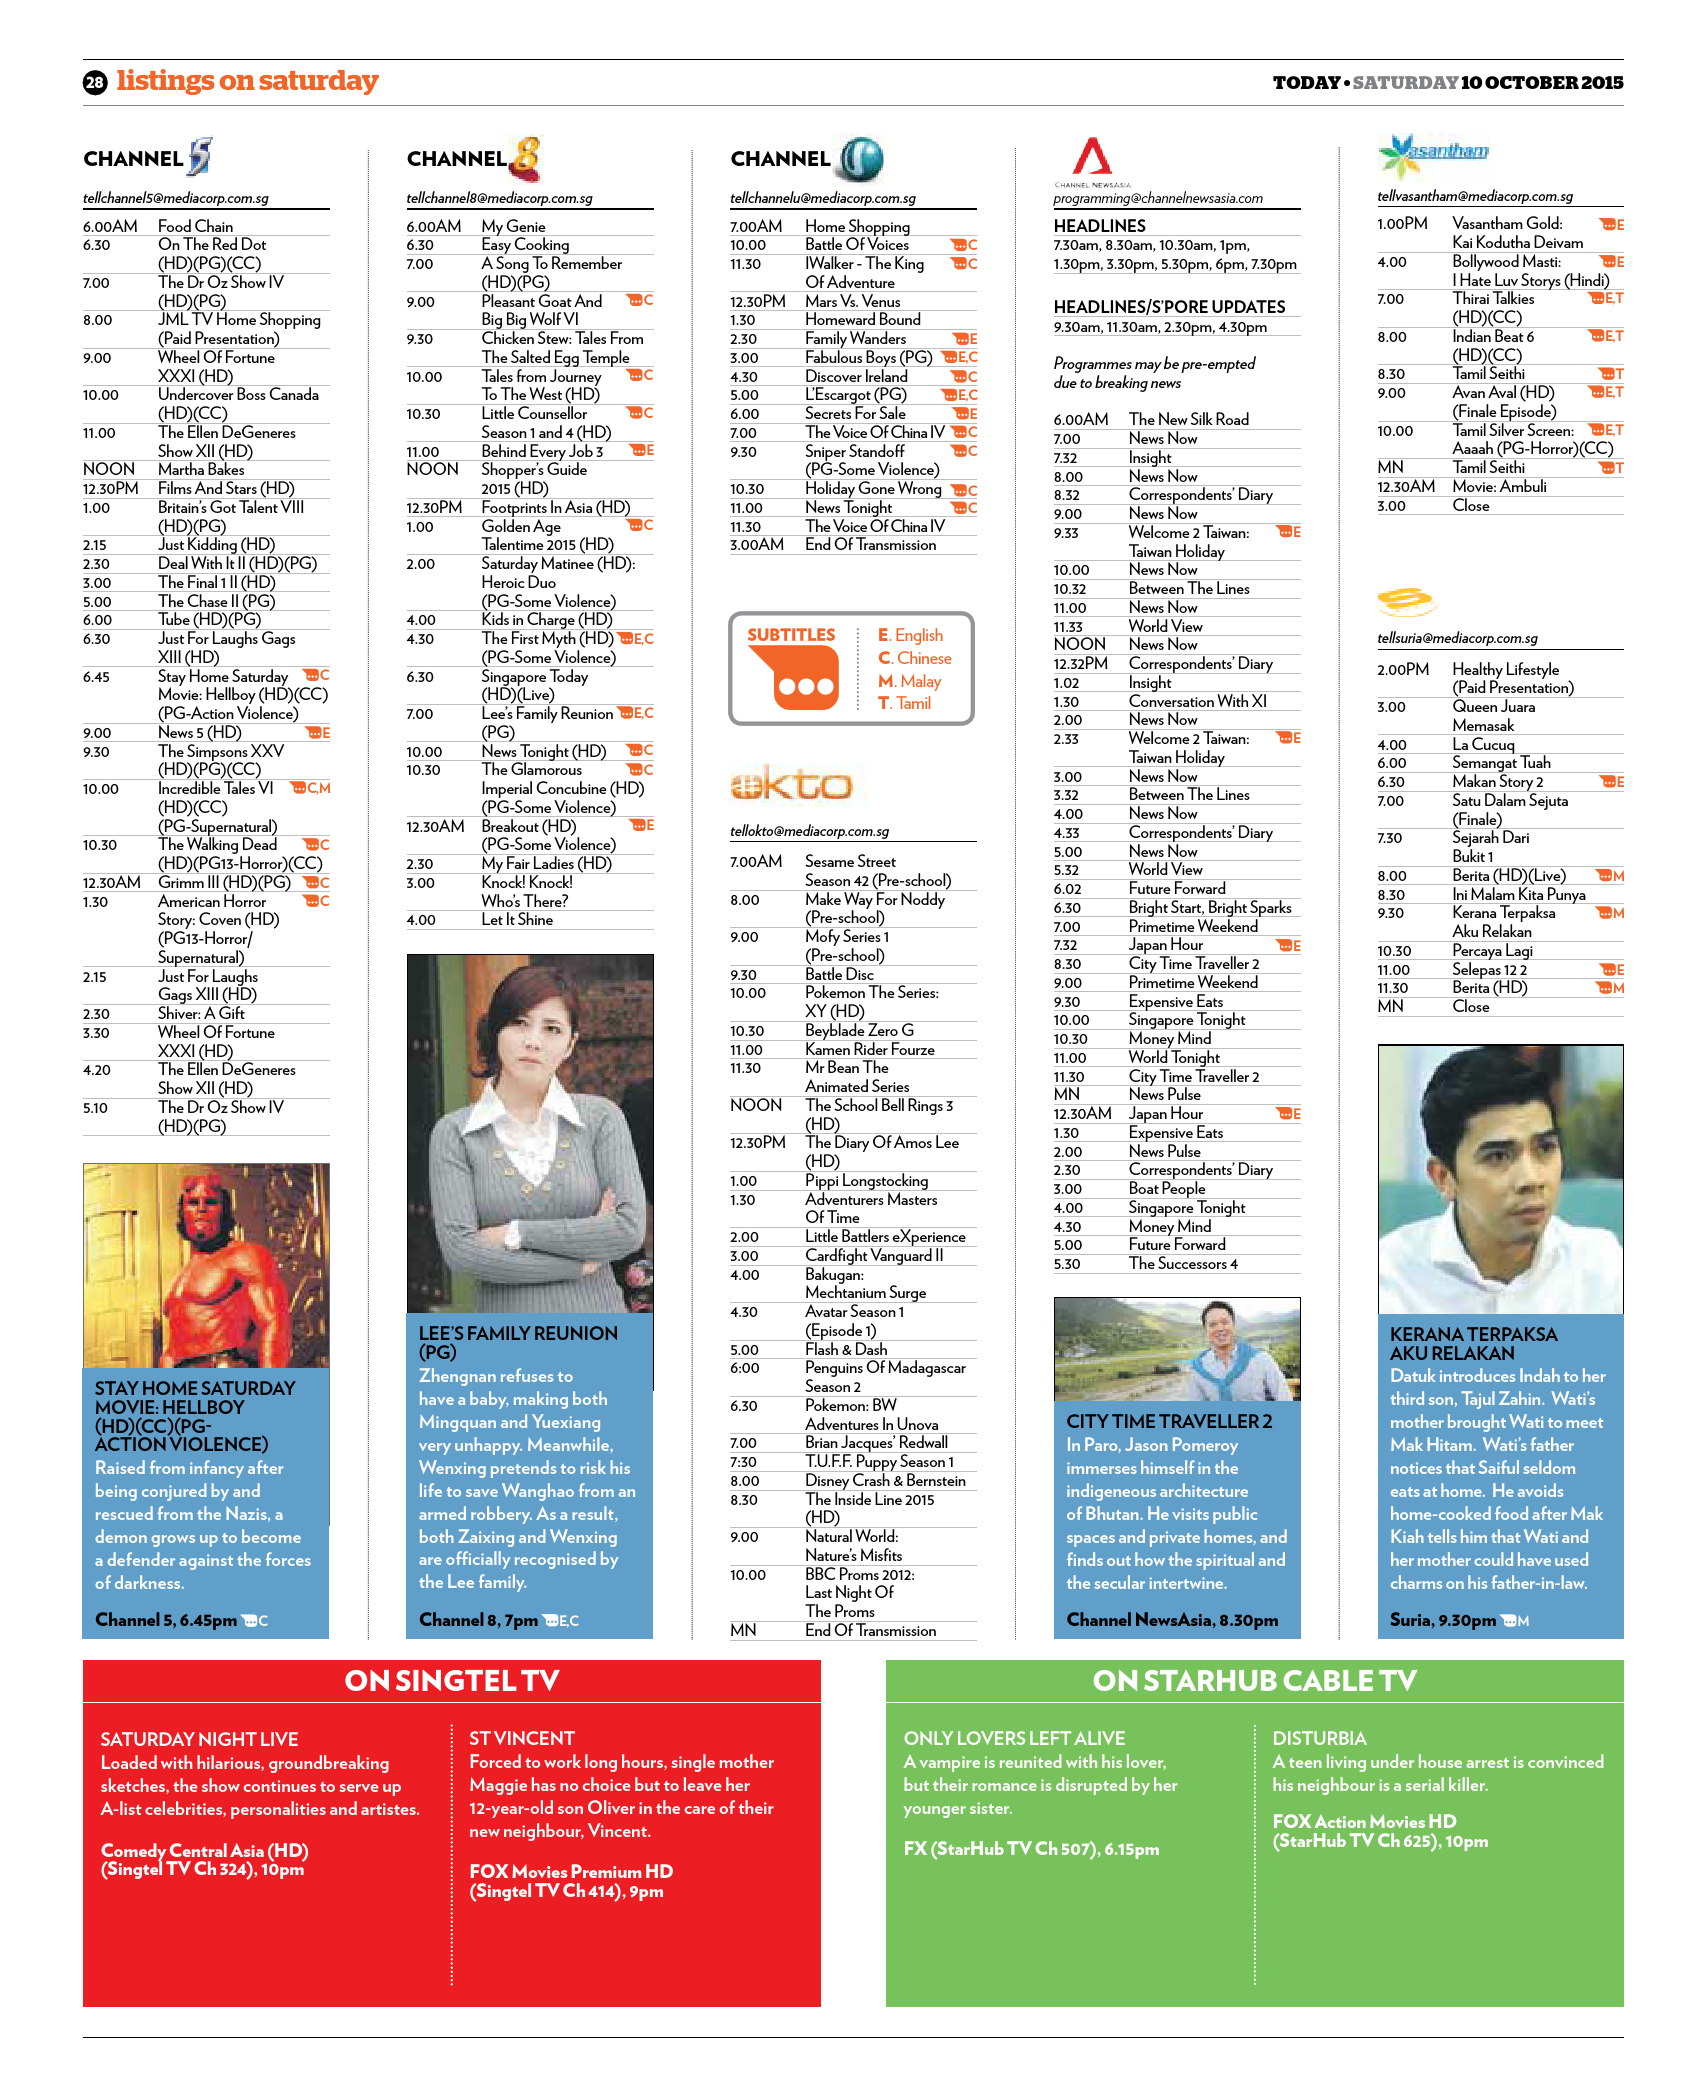 28 listings on saturday
TODAY • SATURDAY 10 OCTOBER 2015
CHANNEL 5
tellchannel5@mediacorp.com.sg
6.00AM Food Chain
6.30 On The Red Dot
(HD)(PG)(CC)
7.00 The Dr Oz Show IV
(HD)(PG)
8.00 JML TV Home Shopping
(Paid Presentation)
9.00 Wheel Of Fortune
XXXI (HD)
10.00 Undercover Boss Canada
(HD)(CC)
11.00 The Ellen DeGeneres
Show XII (HD)
NOON Martha Bakes
12.30PM Films And Stars (HD)
1.00 Britain's Got Talent VIII
(HD)(PG)
2.15 Just Kidding (HD)
2.30 Deal With It II (HD)(PG)
3.00 The Final 1 II (HD)
5.00 The Chase II (PG)
6.00 Tube (HD)(PG)
6.30 Just For Laughs Gags
XIII (HD)
6.45 Stay Home Saturday C
Movie: Hellboy (HD)(CC)
(PG-Action Violence)
9.00 News 5 (HD) E
9.30 The Simpsons XXV
(HD)(PG)(CC)
10.00 Incredible Tales VI C,M
(HD)(CC)
(PG-Supernatural)
10.30 The Walking Dead C
(HD)(PG13-Horror)(CC)
12.30AM Grimm III (HD)(PG) C
1.30 American Horror C
Story: Coven (HD)
(PG13-Horror/
Supernatural)
2.15 Just For Laughs
Gags XIII (HD)
2.30 Shiver: A Gift
3.30 Wheel Of Fortune
XXXI (HD)
4.20 The Ellen DeGeneres
Show XII (HD)
5.10 The Dr Oz Show IV
(HD)(PG)
STAY HOME SATURDAY
MOVIE: HELLBOY
(HD)(CC)(PG-
ACTION VIOLENCE)
Raised from infancy after
being conjured by and
rescued from the Nazis, a
demon grows up to become
a defender against the forces
of darkness.
Channel 5, 6.45pm C
CHANNEL 8
tellchannel8@mediacorp.com.sg
6.00AM My Genie
6.30 Easy Cooking
7.00 A Song To Remember
(HD)(PG)
9.00 Pleasant Goat And C
Big Big Wolf VI
9.30 Chicken Stew: Tales From
The Salted Egg Temple
10.00 Tales from Journey C
To The West (HD)
10.30 Little Counsellor C
Season 1 and 4 (HD)
11.00 Behind Every Job 3 E
NOON Shopper's Guide
2015 (HD)
12.30PM Footprints In Asia (HD)
1.00 Golden Age C
Talentime 2015 (HD)
2.00 Saturday Matinee (HD):
Heroic Duo
(PG-Some Violence)
4.00 Kids in Charge (HD)
4.30 The First Myth (HD) E,C
(PG-Some Violence)
6.30 Singapore Today
(HD)(Live)
7.00 Lee's Family Reunion E,C
(PG)
10.00 News Tonight (HD) C
10.30 The Glamorous C
Imperial Concubine (HD)
(PG-Some Violence)
12.30AM Breakout (HD) E
(PG-Some Violence)
2.30 My Fair Ladies (HD)
3.00 Knock! Knock!
Who's There?
4.00 Let It Shine
LEE'S FAMILY REUNION
(PG)
Zhengnan refuses to
have a baby, making both
Mingquan and Yuexiang
very unhappy. Meanwhile,
Wenxing pretends to risk his
life to save Wanghao from an
armed robbery. As a result,
both Zaixing and Wenxing
are officially recognised by
the Lee family.
Channel 8, 7pm E,C
CHANNEL U
tellchannelu@mediacorp.com.sg
7.00AM Home Shopping
10.00 Battle Of Voices C
11.30 IWalker - The King C
Of Adventure
12.30PM Mars Vs. Venus
1.30 Homeward Bound
2.30 Family Wanders E
3.00 Fabulous Boys (PG) E,C
4.30 Discover Ireland C
5.00 L'Escargot (PG) E,C
6.00 Secrets For Sale E
7.00 The Voice Of China IV C
9.30 Sniper Standoff C
(PG-Some Violence)
10.30 Holiday Gone Wrong C
11.00 News Tonight C
11.30 The Voice Of China IV
3.00AM End Of Transmission
SUBTITLES
E. English
C. Chinese
M. Malay
T. Tamil
okto
tellokto@mediacorp.com.sg
7.00AM Sesame Street
Season 42 (Pre-school)
8.00 Make Way For Noddy
(Pre-school)
9.00 Mofy Series 1
(Pre-school)
9.30 Battle Disc
10.00 Pokemon The Series:
XY (HD)
10.30 Beyblade Zero G
11.00 Kamen Rider Fourze
11.30 Mr Bean The
Animated Series
NOON The School Bell Rings 3
(HD)
12.30PM The Diary Of Amos Lee
(HD)
1.00 Pippi Longstocking
1.30 Adventurers Masters
Of Time
2.00 Little Battlers eXperience
3.00 Cardfight Vanguard II
4.00 Bakugan:
Mechtanium Surge
4.30 Avatar Season 1
(Episode 1)
5.00 Flash & Dash
6:00 Penguins Of Madagascar
Season 2
6.30 Pokemon: BW
Adventures In Unova
7.00 Brian Jacques' Redwall
7:30 T.U.F.F. Puppy Season 1
8.00 Disney Crash & Bernstein
8.30 The Inside Line 2015
(HD)
9.00 Natural World:
Nature's Misfits
10.00 BBC Proms 2012:
Last Night Of
The Proms
MN End Of Transmission
CHANNEL NEWSASIA
programming@channelnewsasia.com
HEADLINES
7.30am, 8.30am, 10.30am, 1pm,
1.30pm, 3.30pm, 5.30pm, 6pm, 7.30pm
HEADLINES/S'PORE UPDATES
9.30am, 11.30am, 2.30pm, 4.30pm
Programmes may be pre-empted
due to breaking news
6.00AM The New Silk Road
7.00 News Now
7.32 Insight
8.00 News Now
8.32 Correspondents' Diary
9.00 News Now
9.33 Welcome 2 Taiwan: E
Taiwan Holiday
10.00 News Now
10.32 Between The Lines
11.00 News Now
11.33 World View
NOON News Now
12.32PM Correspondents' Diary
1.02 Insight
1.30 Conversation With XI
2.00 News Now
2.33 Welcome 2 Taiwan: E
Taiwan Holiday
3.00 News Now
3.32 Between The Lines
4.00 News Now
4.33 Correspondents' Diary
5.00 News Now
5.32 World View
6.02 Future Forward
6.30 Bright Start, Bright Sparks
7.00 Primetime Weekend
7.32 Japan Hour E
8.30 City Time Traveller 2
9.00 Primetime Weekend
9.30 Expensive Eats
10.00 Singapore Tonight
10.30 Money Mind
11.00 World Tonight
11.30 City Time Traveller 2
MN News Pulse
12.30AM Japan Hour E
1.30 Expensive Eats
2.00 News Pulse
2.30 Correspondents' Diary
3.00 Boat People
4.00 Singapore Tonight
4.30 Money Mind
5.00 Future Forward
5.30 The Successors 4
CITY TIME TRAVELLER 2
In Paro, Jason Pomeroy
immerses himself in the
indigeneous architecture
of Bhutan. He visits public
spaces and private homes, and
finds out how the spiritual and
the secular intertwine.
Channel NewsAsia, 8.30pm
Vasantham
tellvasantham@mediacorp.com.sg
1.00PM Vasantham Gold: E
Kai Kodutha Deivam
4.00 Bollywood Masti: E
I Hate Luv Storys (Hindi)
7.00 Thirai Talkies E,T
(HD)(CC)
8.00 Indian Beat 6 E,T
(HD)(CC)
8.30 Tamil Seithi T
9.00 Avan Aval (HD) E,T
(Finale Episode)
10.00 Tamil Silver Screen: E,T
Aaaah (PG-Horror)(CC)
MN Tamil Seithi T
12.30AM Movie: Ambuli
3.00 Close
tellsuria@mediacorp.com.sg
2.00PM Healthy Lifestyle
(Paid Presentation)
3.00 Queen Juara
Memasak
4.00 La Cucuq
6.00 Semangat Tuah
6.30 Makan Story 2 E
7.00 Satu Dalam Sejuta
(Finale)
7.30 Sejarah Dari
Bukit 1
8.00 Berita (HD)(Live) M
8.30 Ini Malam Kita Punya
9.30 Kerana Terpaksa M
Aku Relakan
10.30 Percaya Lagi
11.00 Selepas 12 2 E
11.30 Berita (HD) M
MN Close
KERANA TERPAKSA
AKU RELAKAN
Datuk introduces Indah to her
third son, Tajul Zahin. Wati's
mother brought Wati to meet
Mak Hitam. Wati's father
notices that Saiful seldom
eats at home. He avoids
home-cooked food after Mak
Kiah tells him that Wati and
her mother could have used
charms on his father-in-law.
Suria, 9.30pm M
ON SINGTEL TV
SATURDAY NIGHT LIVE
Loaded with hilarious, groundbreaking
sketches, the show continues to serve up
A-list celebrities, personalities and artistes.
Comedy Central Asia (HD)
(Singtel TV Ch 324), 10pm
ST VINCENT
Forced to work long hours, single mother
Maggie has no choice but to leave her
12-year-old son Oliver in the care of their
new neighbour, Vincent.
FOX Movies Premium HD
(Singtel TV Ch 414), 9pm
ON STARHUB CABLE TV
ONLY LOVERS LEFT ALIVE
A vampire is reunited with his lover,
but their romance is disrupted by her
younger sister.
FX (StarHub TV Ch 507), 6.15pm
DISTURBIA
A teen living under house arrest is convinced
his neighbour is a serial killer.
FOX Action Movies HD
(StarHub TV Ch 625), 10pm